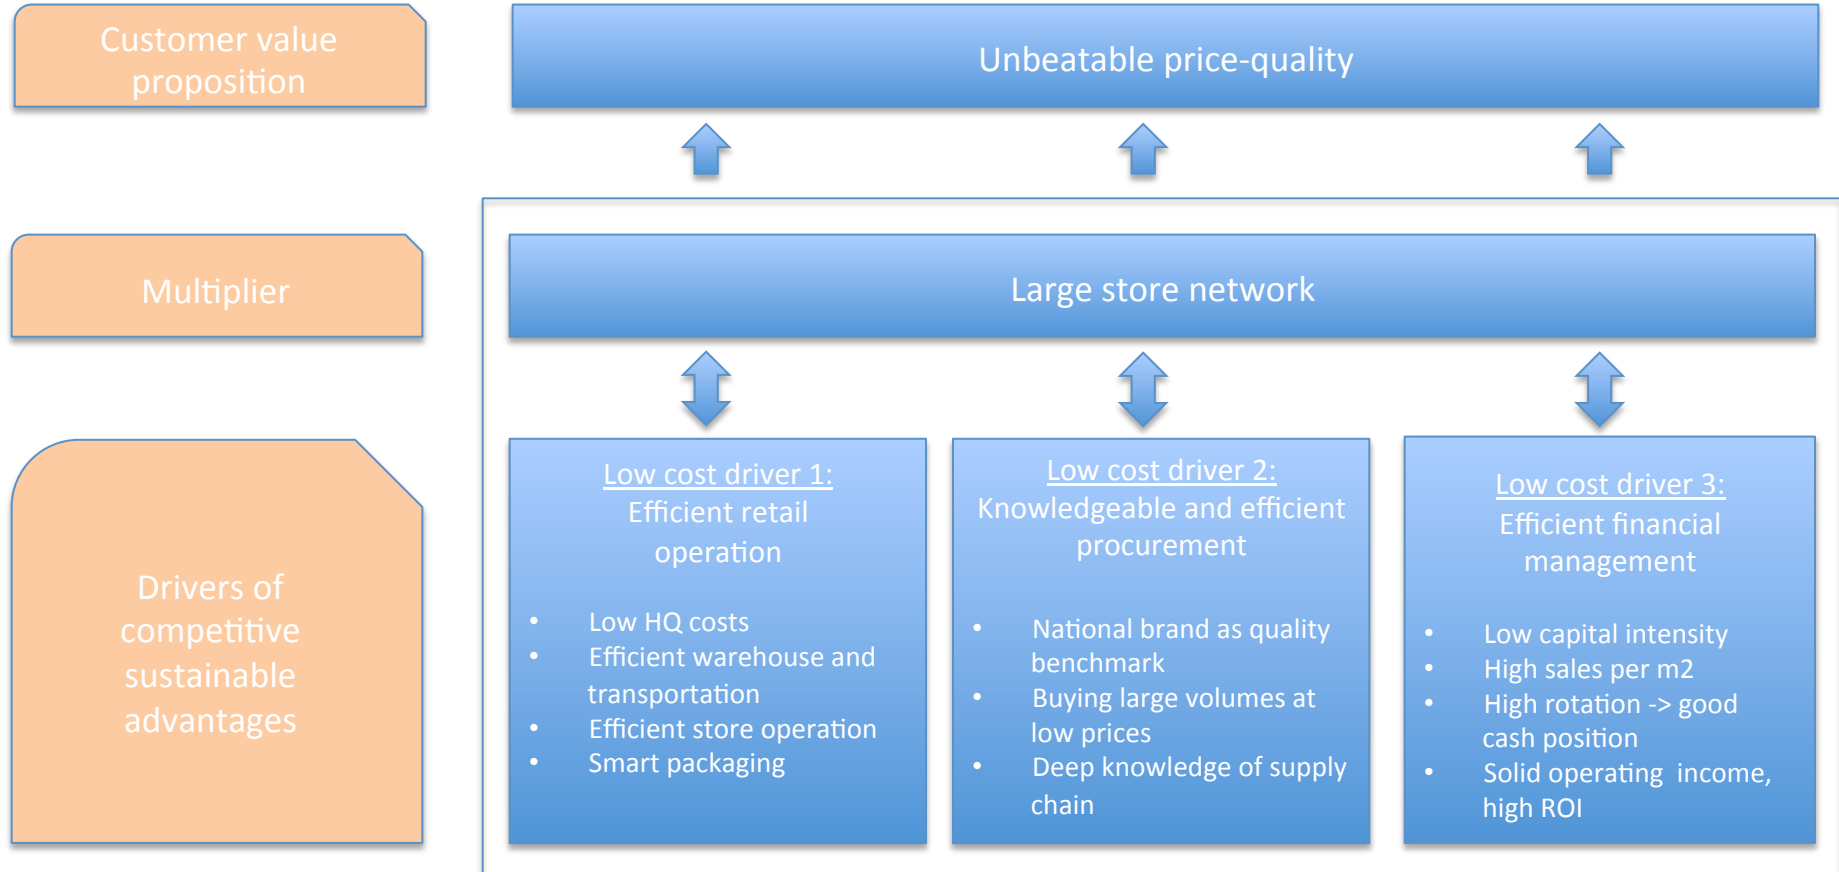 Customer value
proposition
Unbeatable price-quality
Multiplier
Large store network
Drivers of
competitive
sustainable
advantages
Low cost driver 1:
Efficient retail
operation
• Low HQ costs
• Efficient warehouse and
transportation
• Efficient store operation
• Smart packaging
Low cost driver 2:
Knowledgeable and efficient
procurement
• National brand as quality
benchmark
• Buying large volumes at
low prices
• Deep knowledge of supply
chain
Low cost driver 3:
Efficient financial
management
• Low capital intensity
• High sales per m2
• High rotation -> good
cash position
• Solid operating income,
high ROI